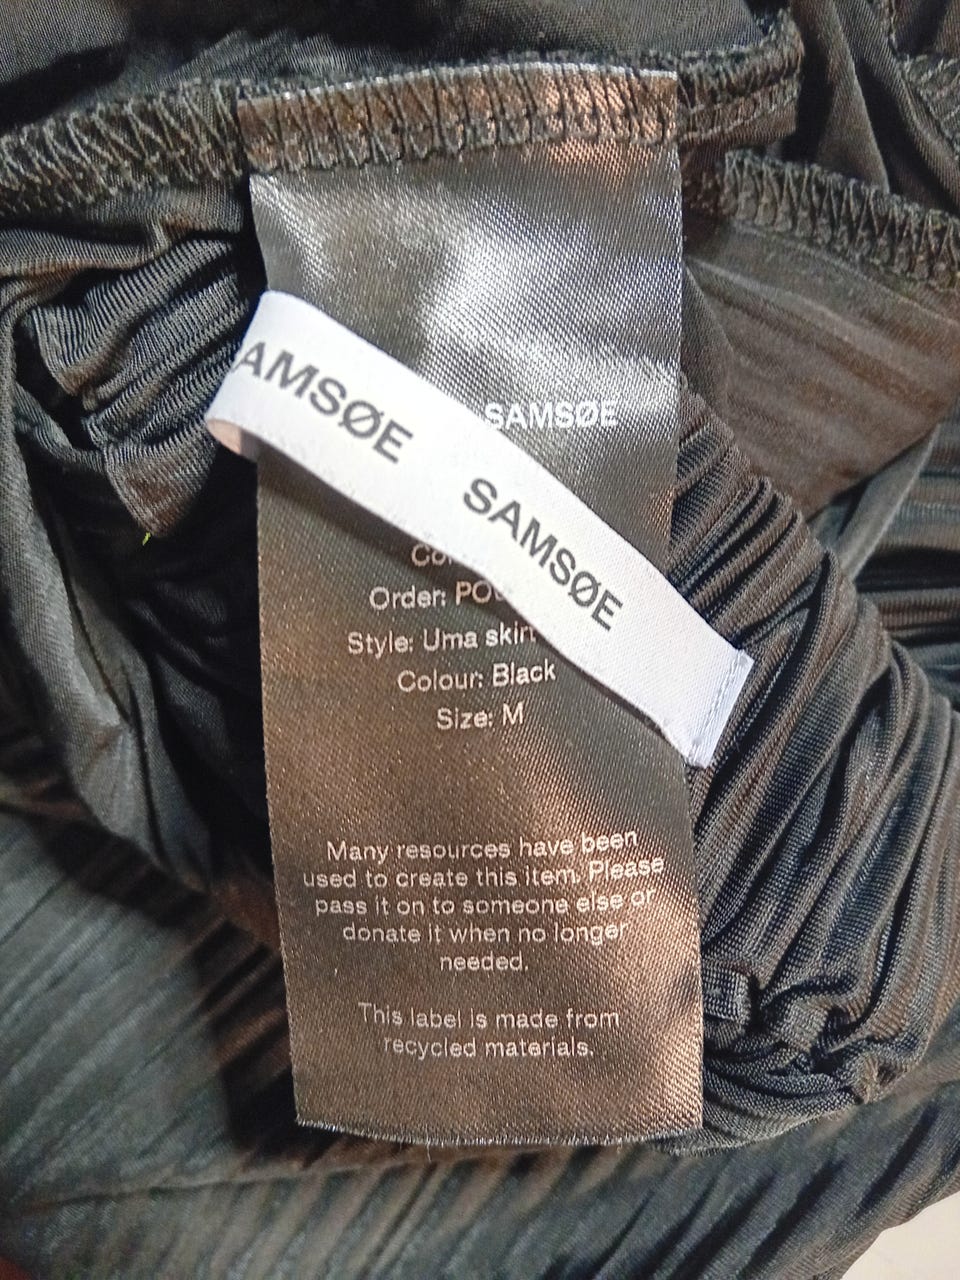 SAMSØE
SAMSØE
SAMSØE
Order:
Style: Uma skirt
Colour: Black
Size: M
Many resources have been
used to create this item. Please
pass it on to someone else or
donate it when no longer
needed.
This label is made from
recycled materials.